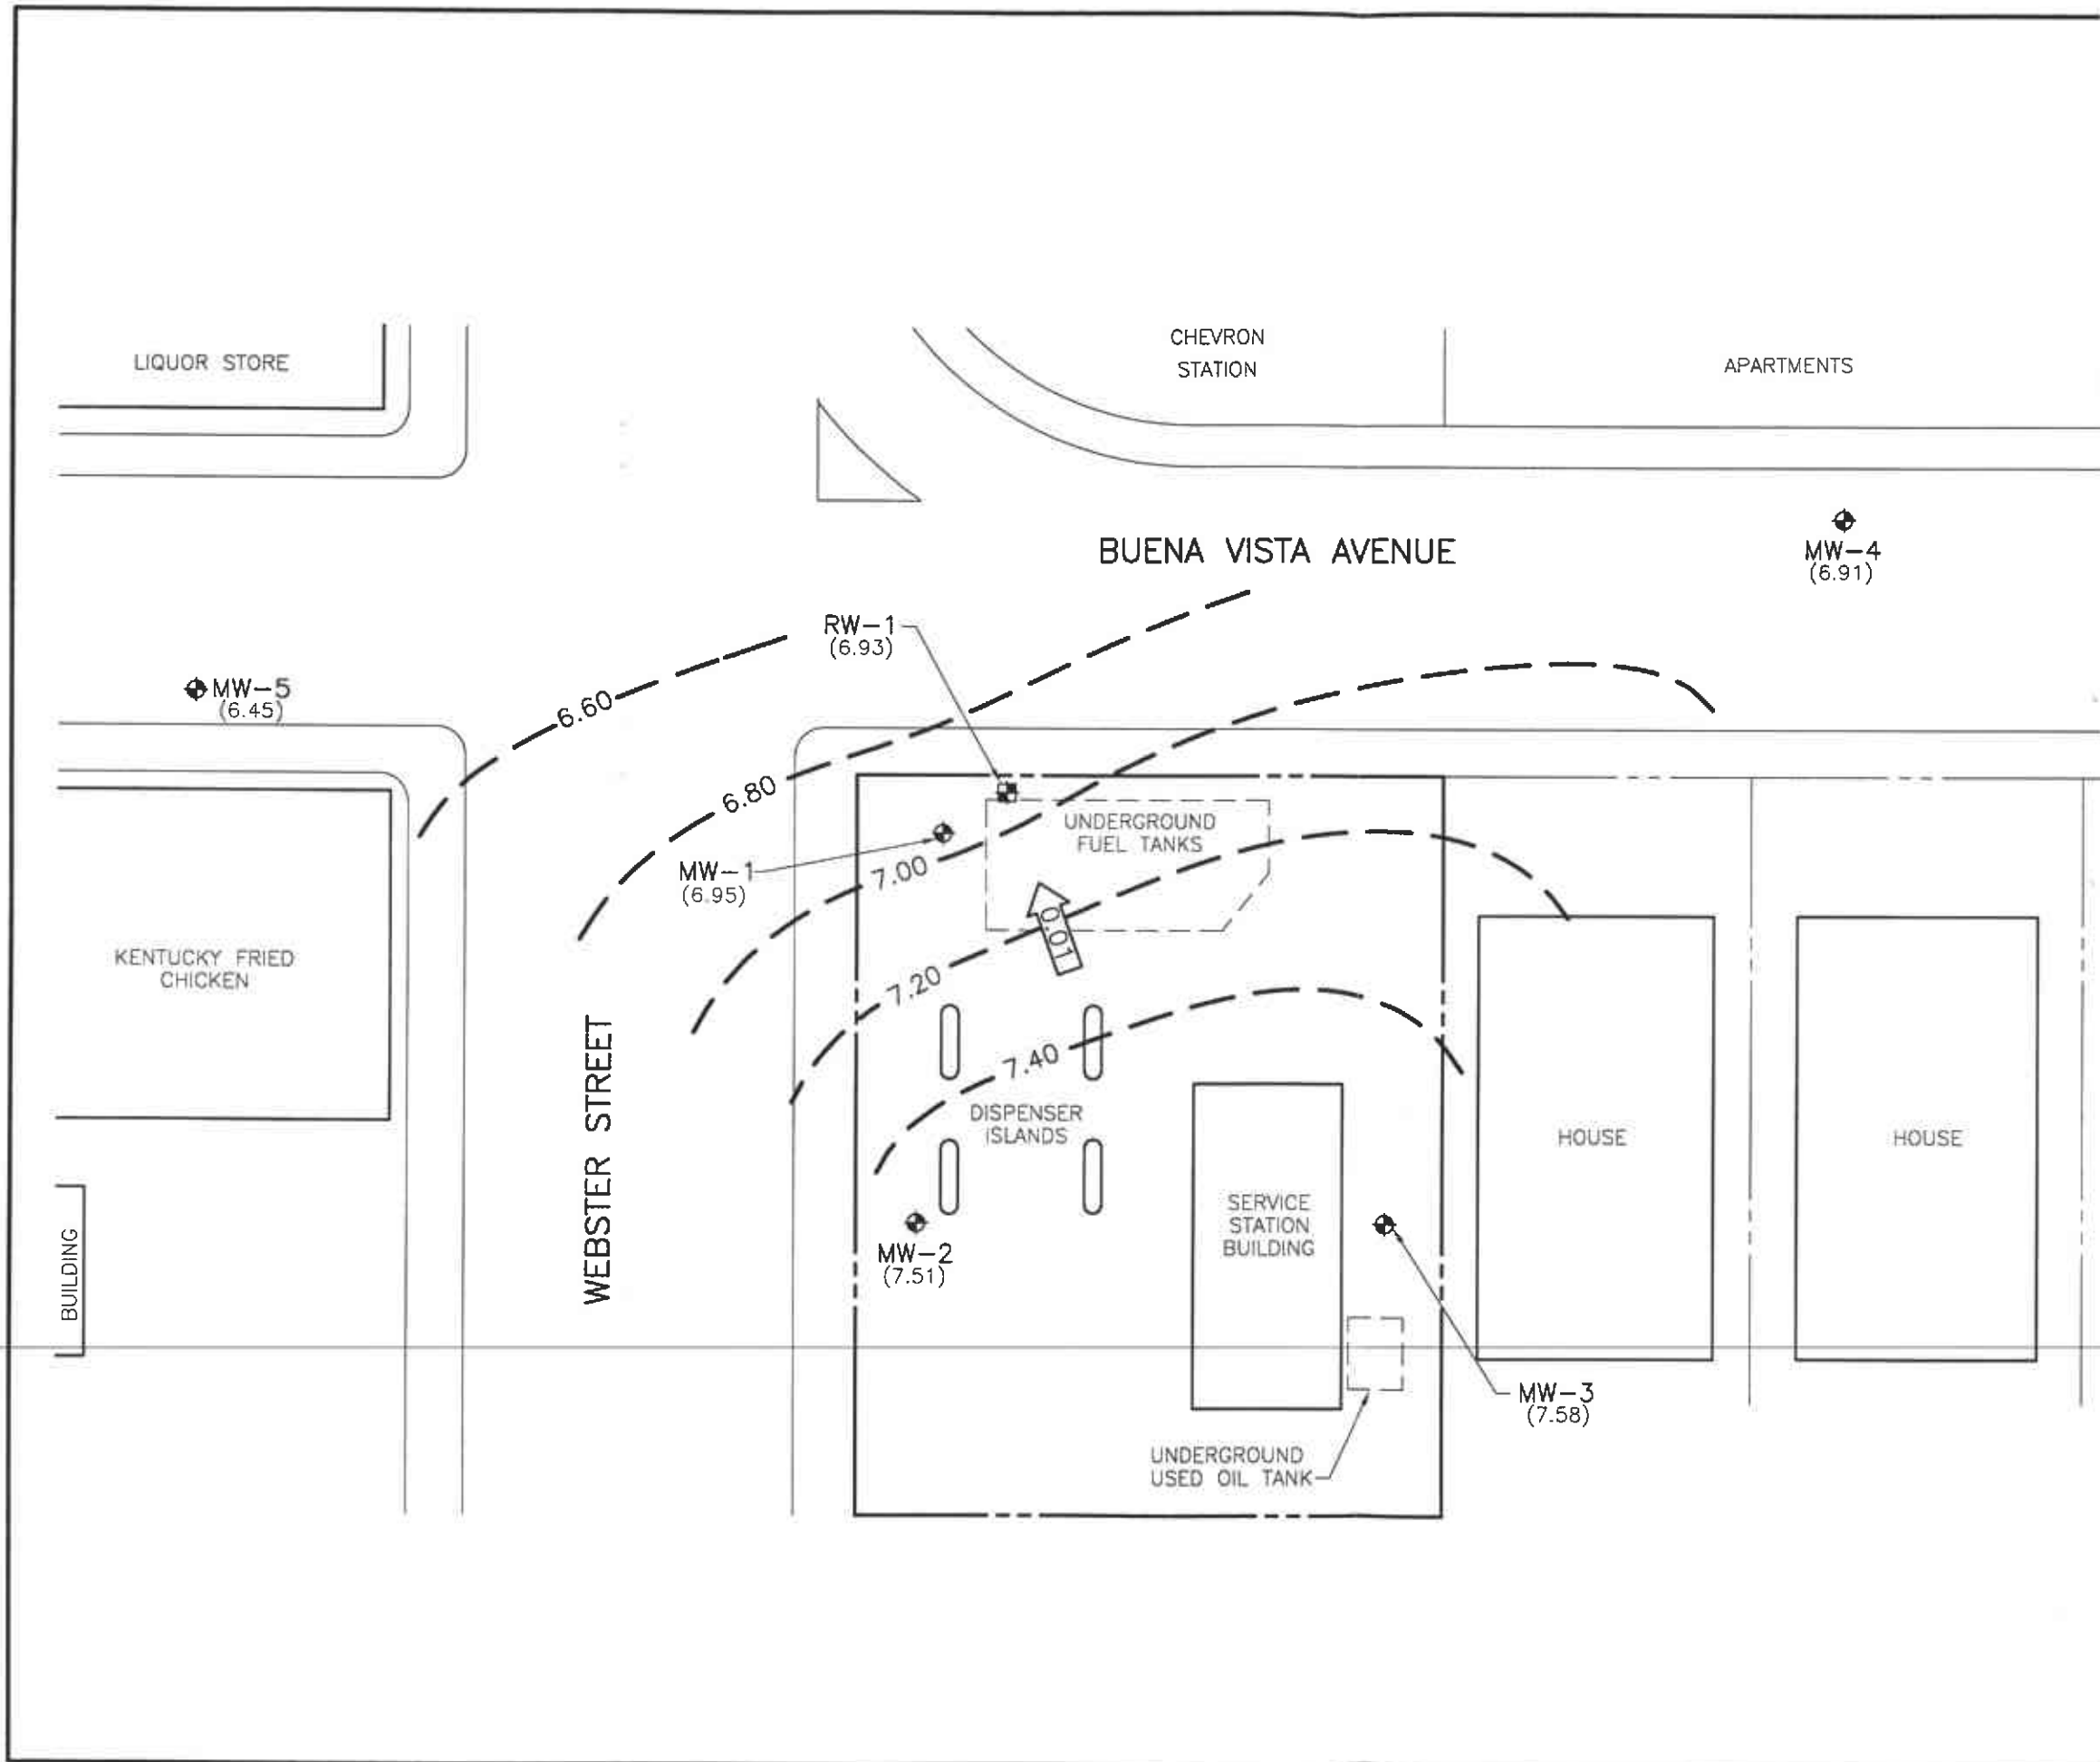 CHEVRON
STATION
LIQUOR STORE
APARTMENTS
BUENA VISTA AVENUE
MW-4
(6.91)
RW-1
(6.93)
MW-5
(6.45)
6.60
6.80
UNDERGROUND
FUEL TANKS
MW-1
(6.95)
7.00
0.01
KENTUCKY FRIED
CHICKEN
7.20
7.40
WEBSTER STREET
DISPENSER
ISLANDS
HOUSE
HOUSE
SERVICE
STATION
BUILDING
BUILDING
MW-2
(7.51)
MW-3
(7.58)
UNDERGROUND
USED OIL TANK